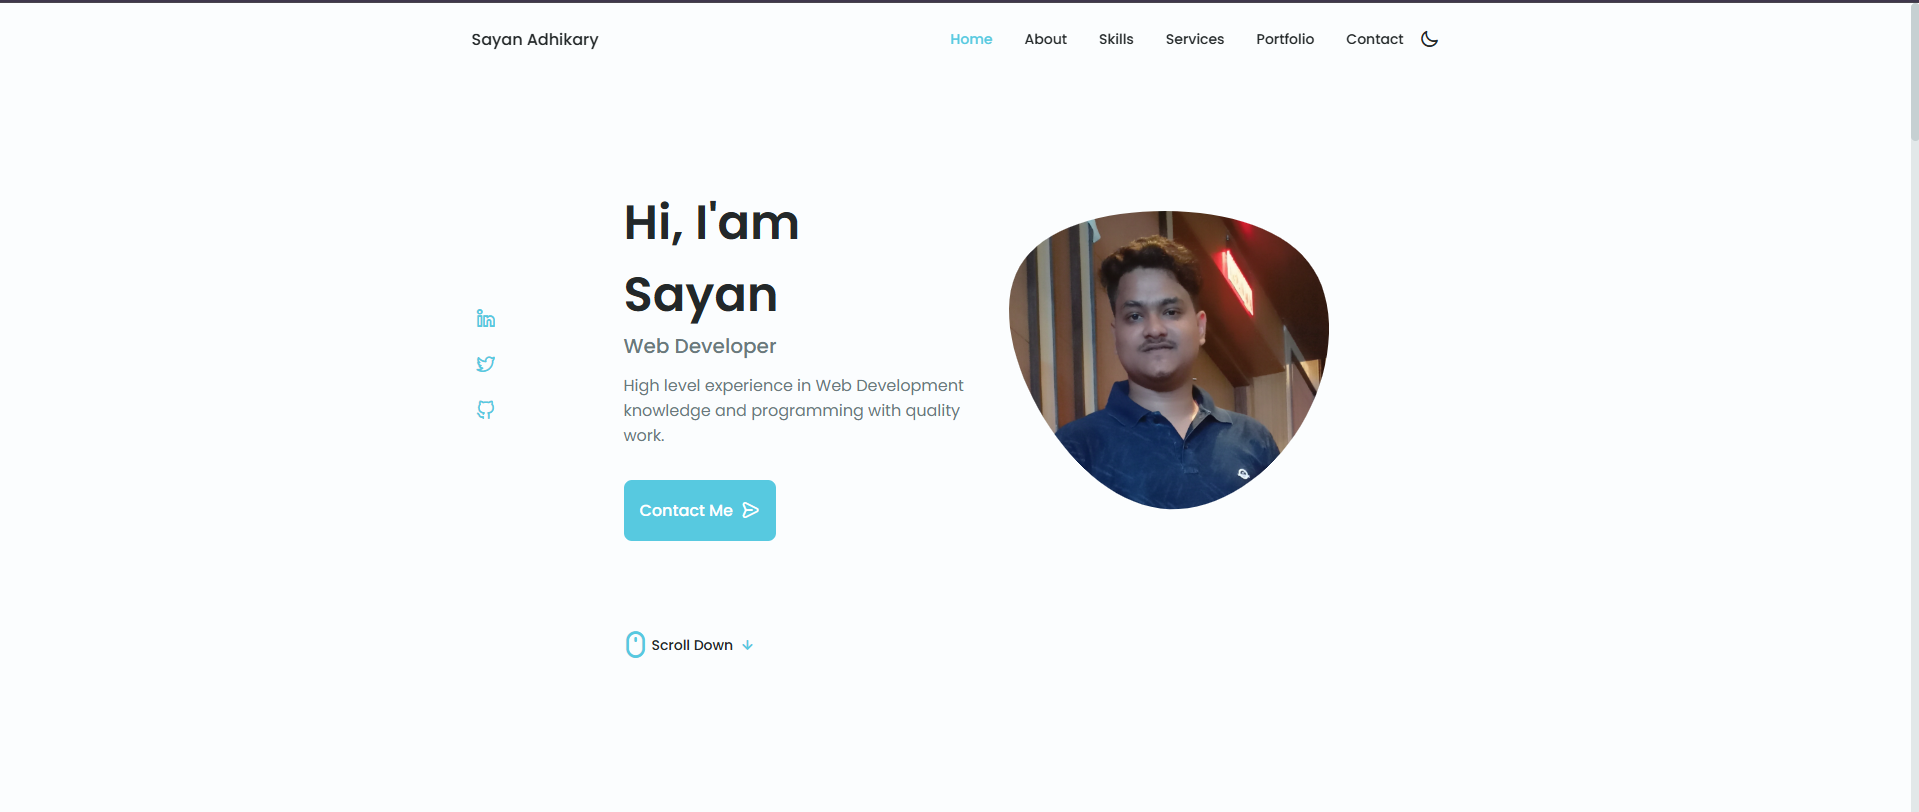 Sayan Adhikary
Home About Skills Services Portfolio Contact
Hi, I'am
Sayan
Web Developer
High level experience in Web Development
knowledge and programming with quality
work.
Contact Me
Scroll Down